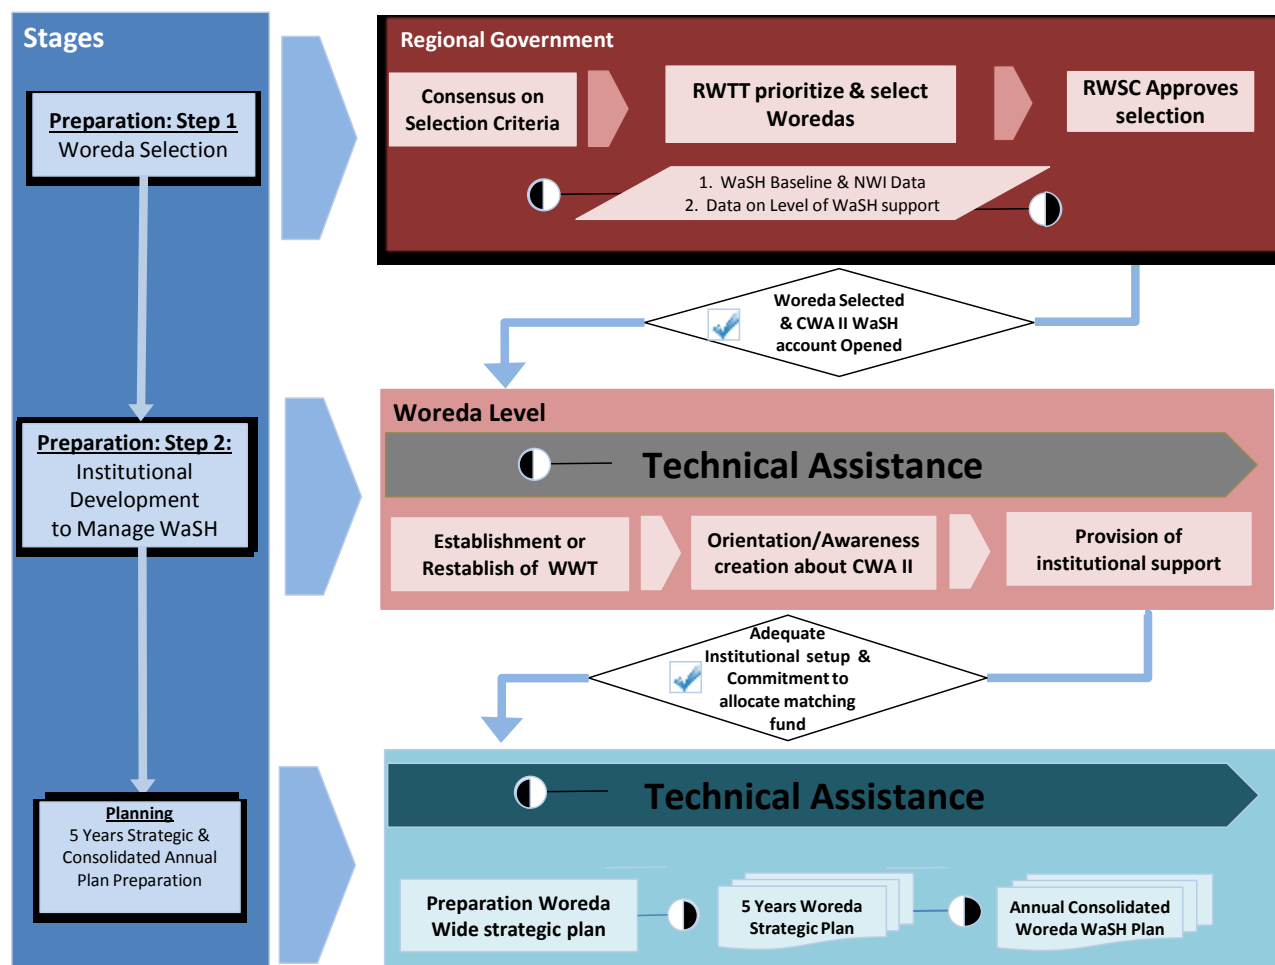 Stages
Preparation: Step 1
Woreda Selection
Preparation: Step 2:
Institutional
Development
to Manage WaSH
Planning
5 Years Strategic &
Consolidated Annual
Plan Preparation
Regional Government
Consensus on
Selection Criteria
RWTT prioritize & select
Woredas
RWSC Approves
selection
1. WaSH Baseline & NWI Data
2. Data on Level of WaSH support
Woreda Selected
& CWA II WaSH
account Opened
Woreda Level
Technical Assistance
Establishment or
Restablish of WWT
Orientation/Awareness
creation about CWA II
Provision of
institutional support
Adequate
Institutional setup &
Commitment to
allocate matching
fund
Technical Assistance
Preparation Woreda
Wide strategic plan
5 Years Woreda
Strategic Plan
Annual Consolidated
Woreda WaSH Plan